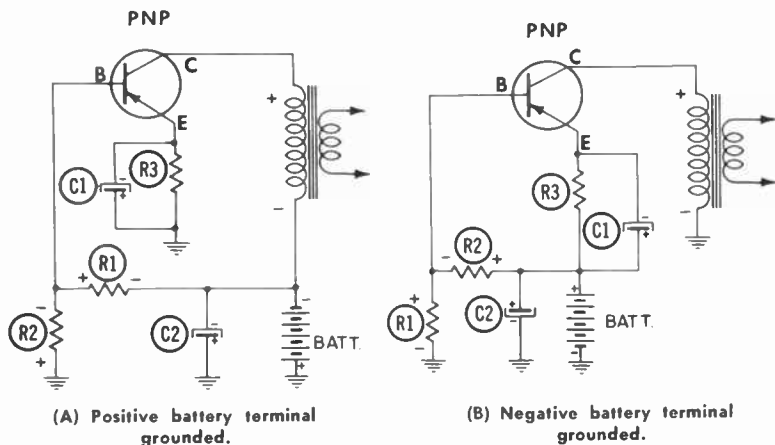 PNP
B
C
E
C1
R3
+
-
-
+
R1
+
-
R2
-
+
C2
-
+
-
+
BATT.
(A) Positive battery terminal
grounded.
PNP
B
C
E
R3
C1
-
+
+
-
R2
-
+
R1
+
-
C2
+
-
+
-
BATT.
(B) Negative battery terminal
grounded.